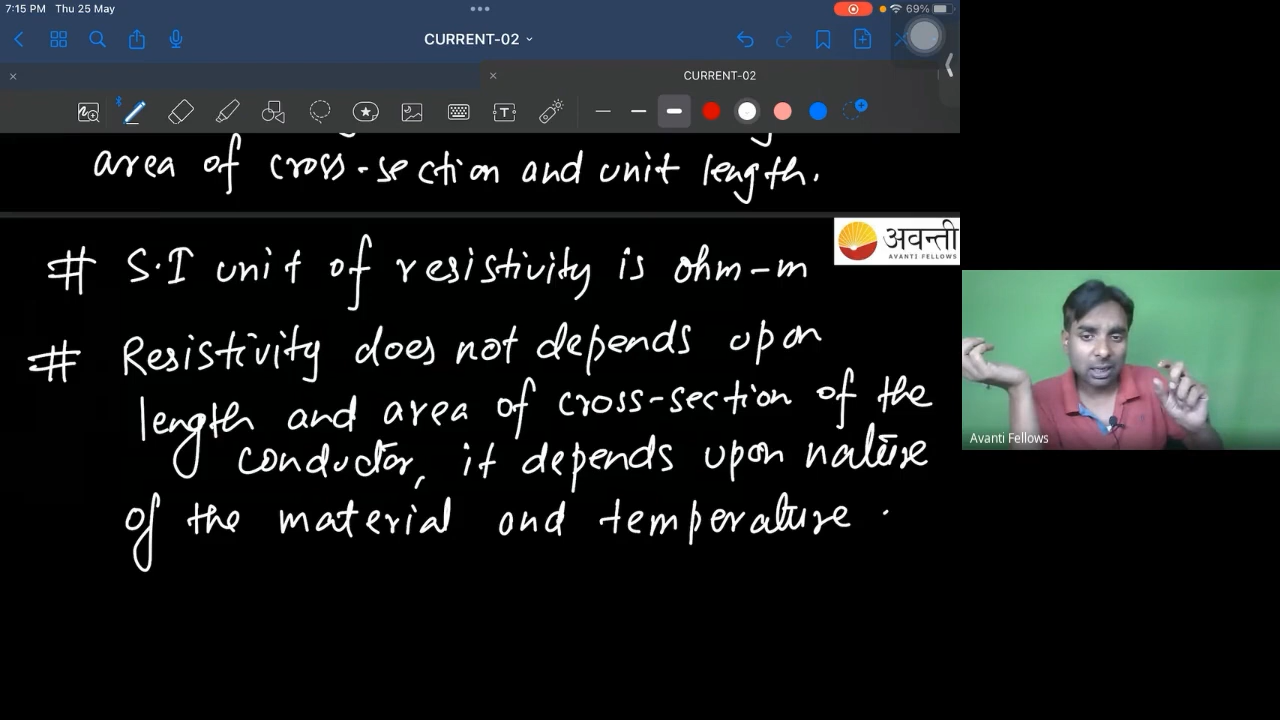 7:15 PM Thu 25 May
69%
CURRENT-02
CURRENT-02
area of cross-section and unit length.
# S.I unit of resistivity is ohm-m
अवन्ती
AVANTI FELLOWS
# Resistivity does not depends upon
length and area of cross-section of the
conductor, it depends upon nature
of the material and temperature.
Avanti Fellows